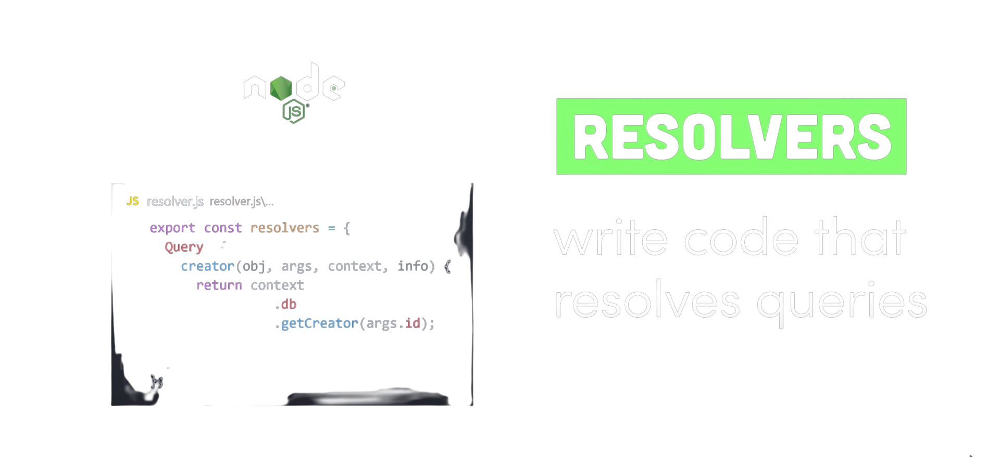 node
JS
RESOLVERS
write code that
resolves queries
JS resolver.js resolver.js\...
export const resolvers = {
Query
creator(obj, args, context, info) {
return context
.db
.getCreator(args.id);
};